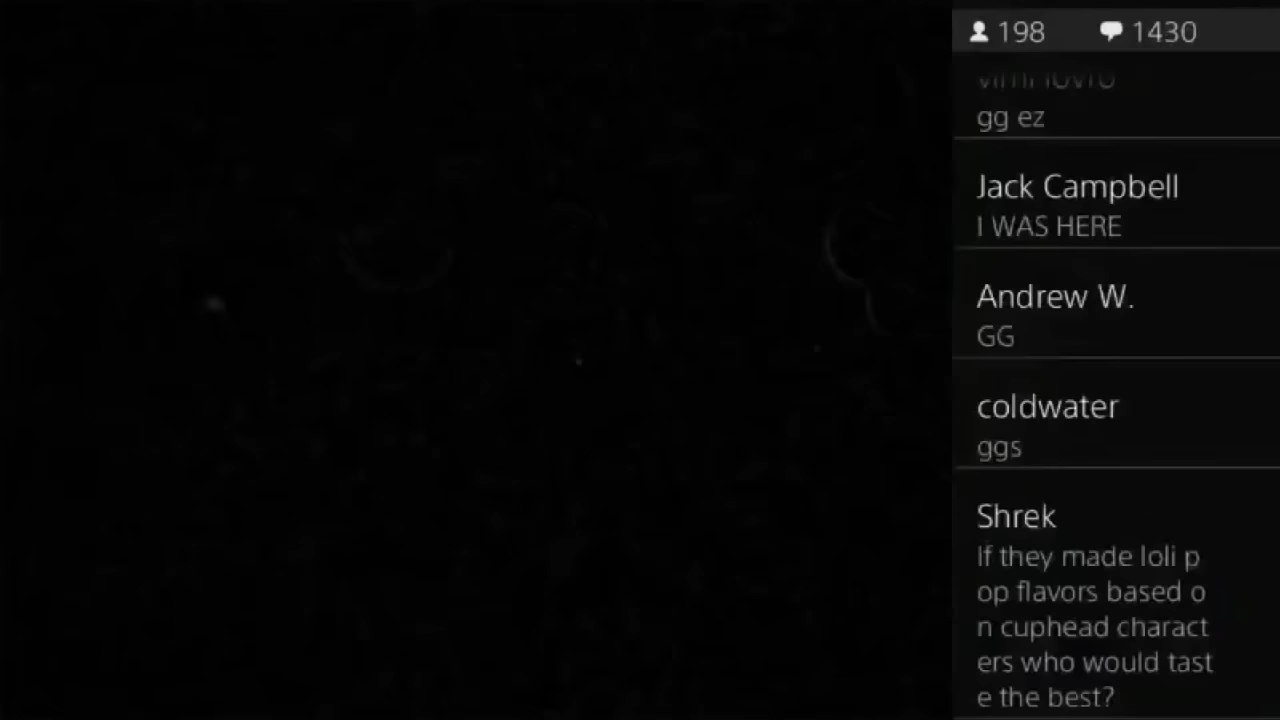 198 1430
gg ez
Jack Campbell
I WAS HERE
Andrew W.
GG
coldwater
ggs
Shrek
If they made loli p
op flavors based o
n cuphead charact
ers who would tast
e the best?